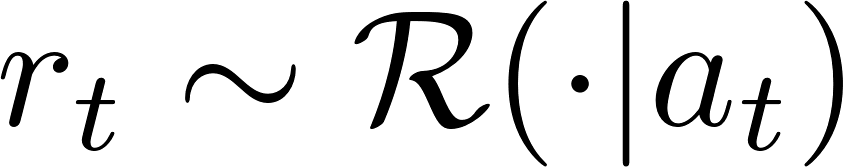 r_t ∼ ℛ(·|a_t)